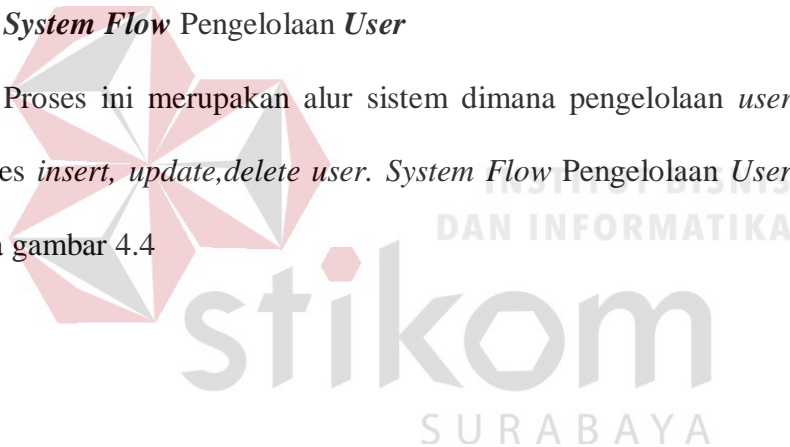 System Flow Pengelolaan User
Proses ini merupakan alur sistem dimana pengelolaan user
es insert, update,delete user. System Flow Pengelolaan User
gambar 4.4
INSTITUT BISNIS
DAN INFORMATIKA
stikom
SURABAYA